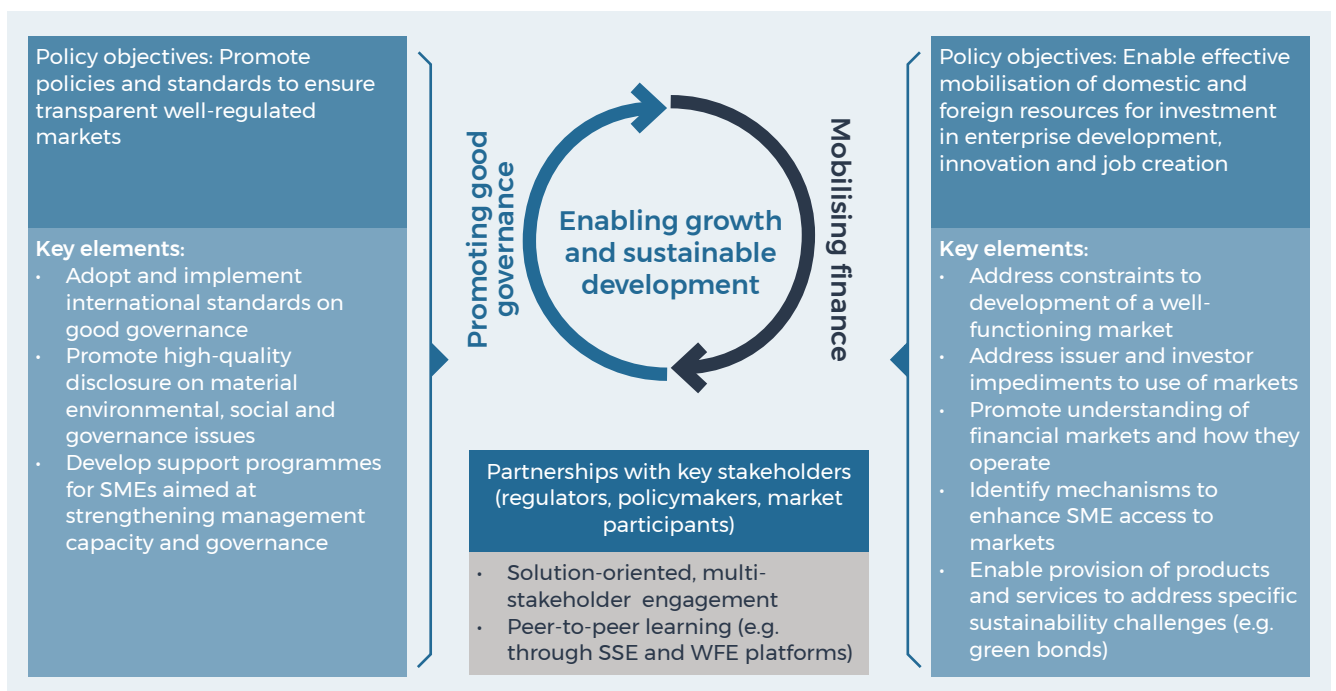 Policy objectives: Promote
policies and standards to ensure
transparent well-regulated
markets
Key elements:
• Adopt and implement
international standards on
good governance
• Promote high-quality
disclosure on material
environmental, social and
governance issues
• Develop support programmes
for SMEs aimed at
strengthening management
capacity and governance
Promoting good
governance
Enabling growth
and sustainable
development
Mobilising finance
Partnerships with key stakeholders
(regulators, policymakers, market
participants)
• Solution-oriented, multi-
stakeholder engagement
• Peer-to-peer learning (e.g.
through SSE and WFE platforms)
Policy objectives: Enable effective
mobilisation of domestic and
foreign resources for investment
in enterprise development,
innovation and job creation
Key elements:
• Address constraints to
development of a well-
functioning market
• Address issuer and investor
impediments to use of markets
• Promote understanding of
financial markets and how they
operate
• Identify mechanisms to
enhance SME access to
markets
• Enable provision of products
and services to address specific
sustainability challenges (e.g.
green bonds)